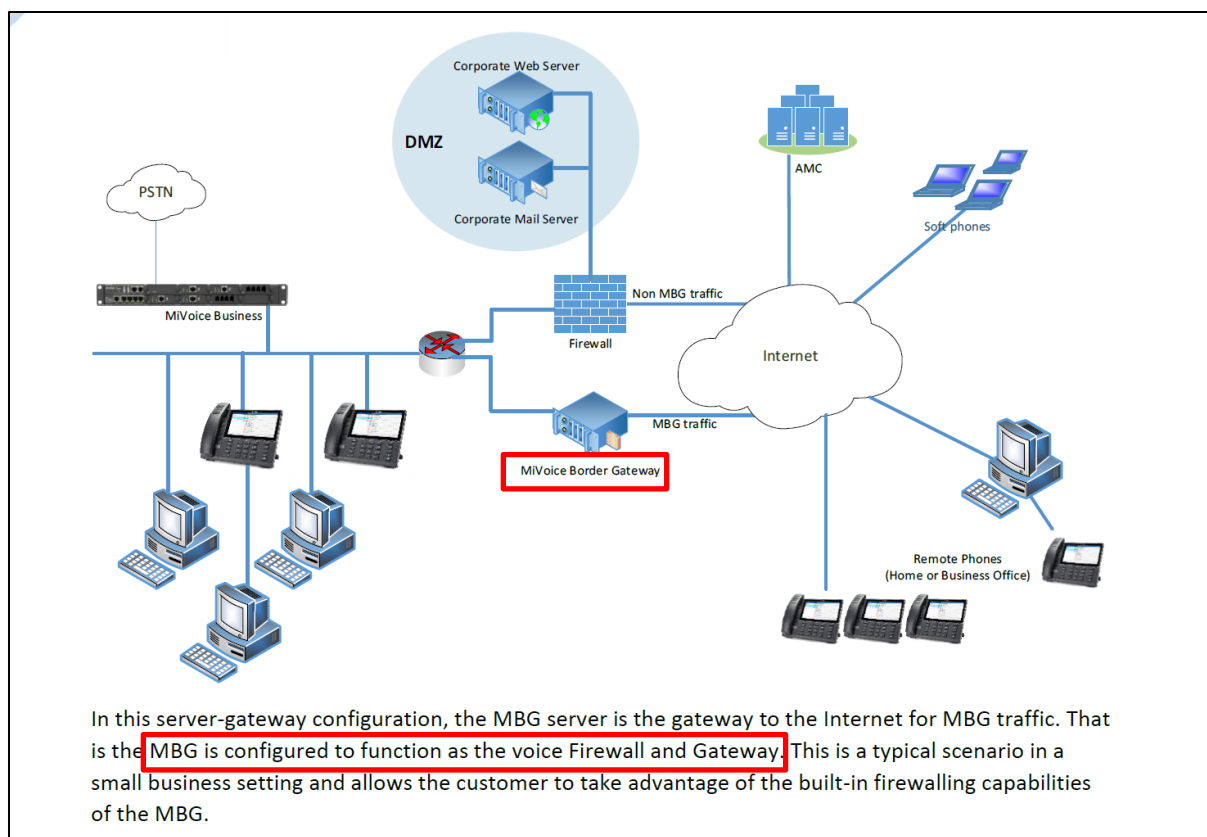 Corporate Web Server
DMZ
Corporate Mail Server
AMC
PSTN
Soft phones
MiVoice Business
Non MBG traffic
Firewall
Internet
MBG traffic
MiVoice Border Gateway
Remote Phones
(Home or Business Office)
In this server-gateway configuration, the MBG server is the gateway to the Internet for MBG traffic. That
is the MBG is configured to function as the voice Firewall and Gateway. This is a typical scenario in a
small business setting and allows the customer to take advantage of the built-in firewalling capabilities
of the MBG.